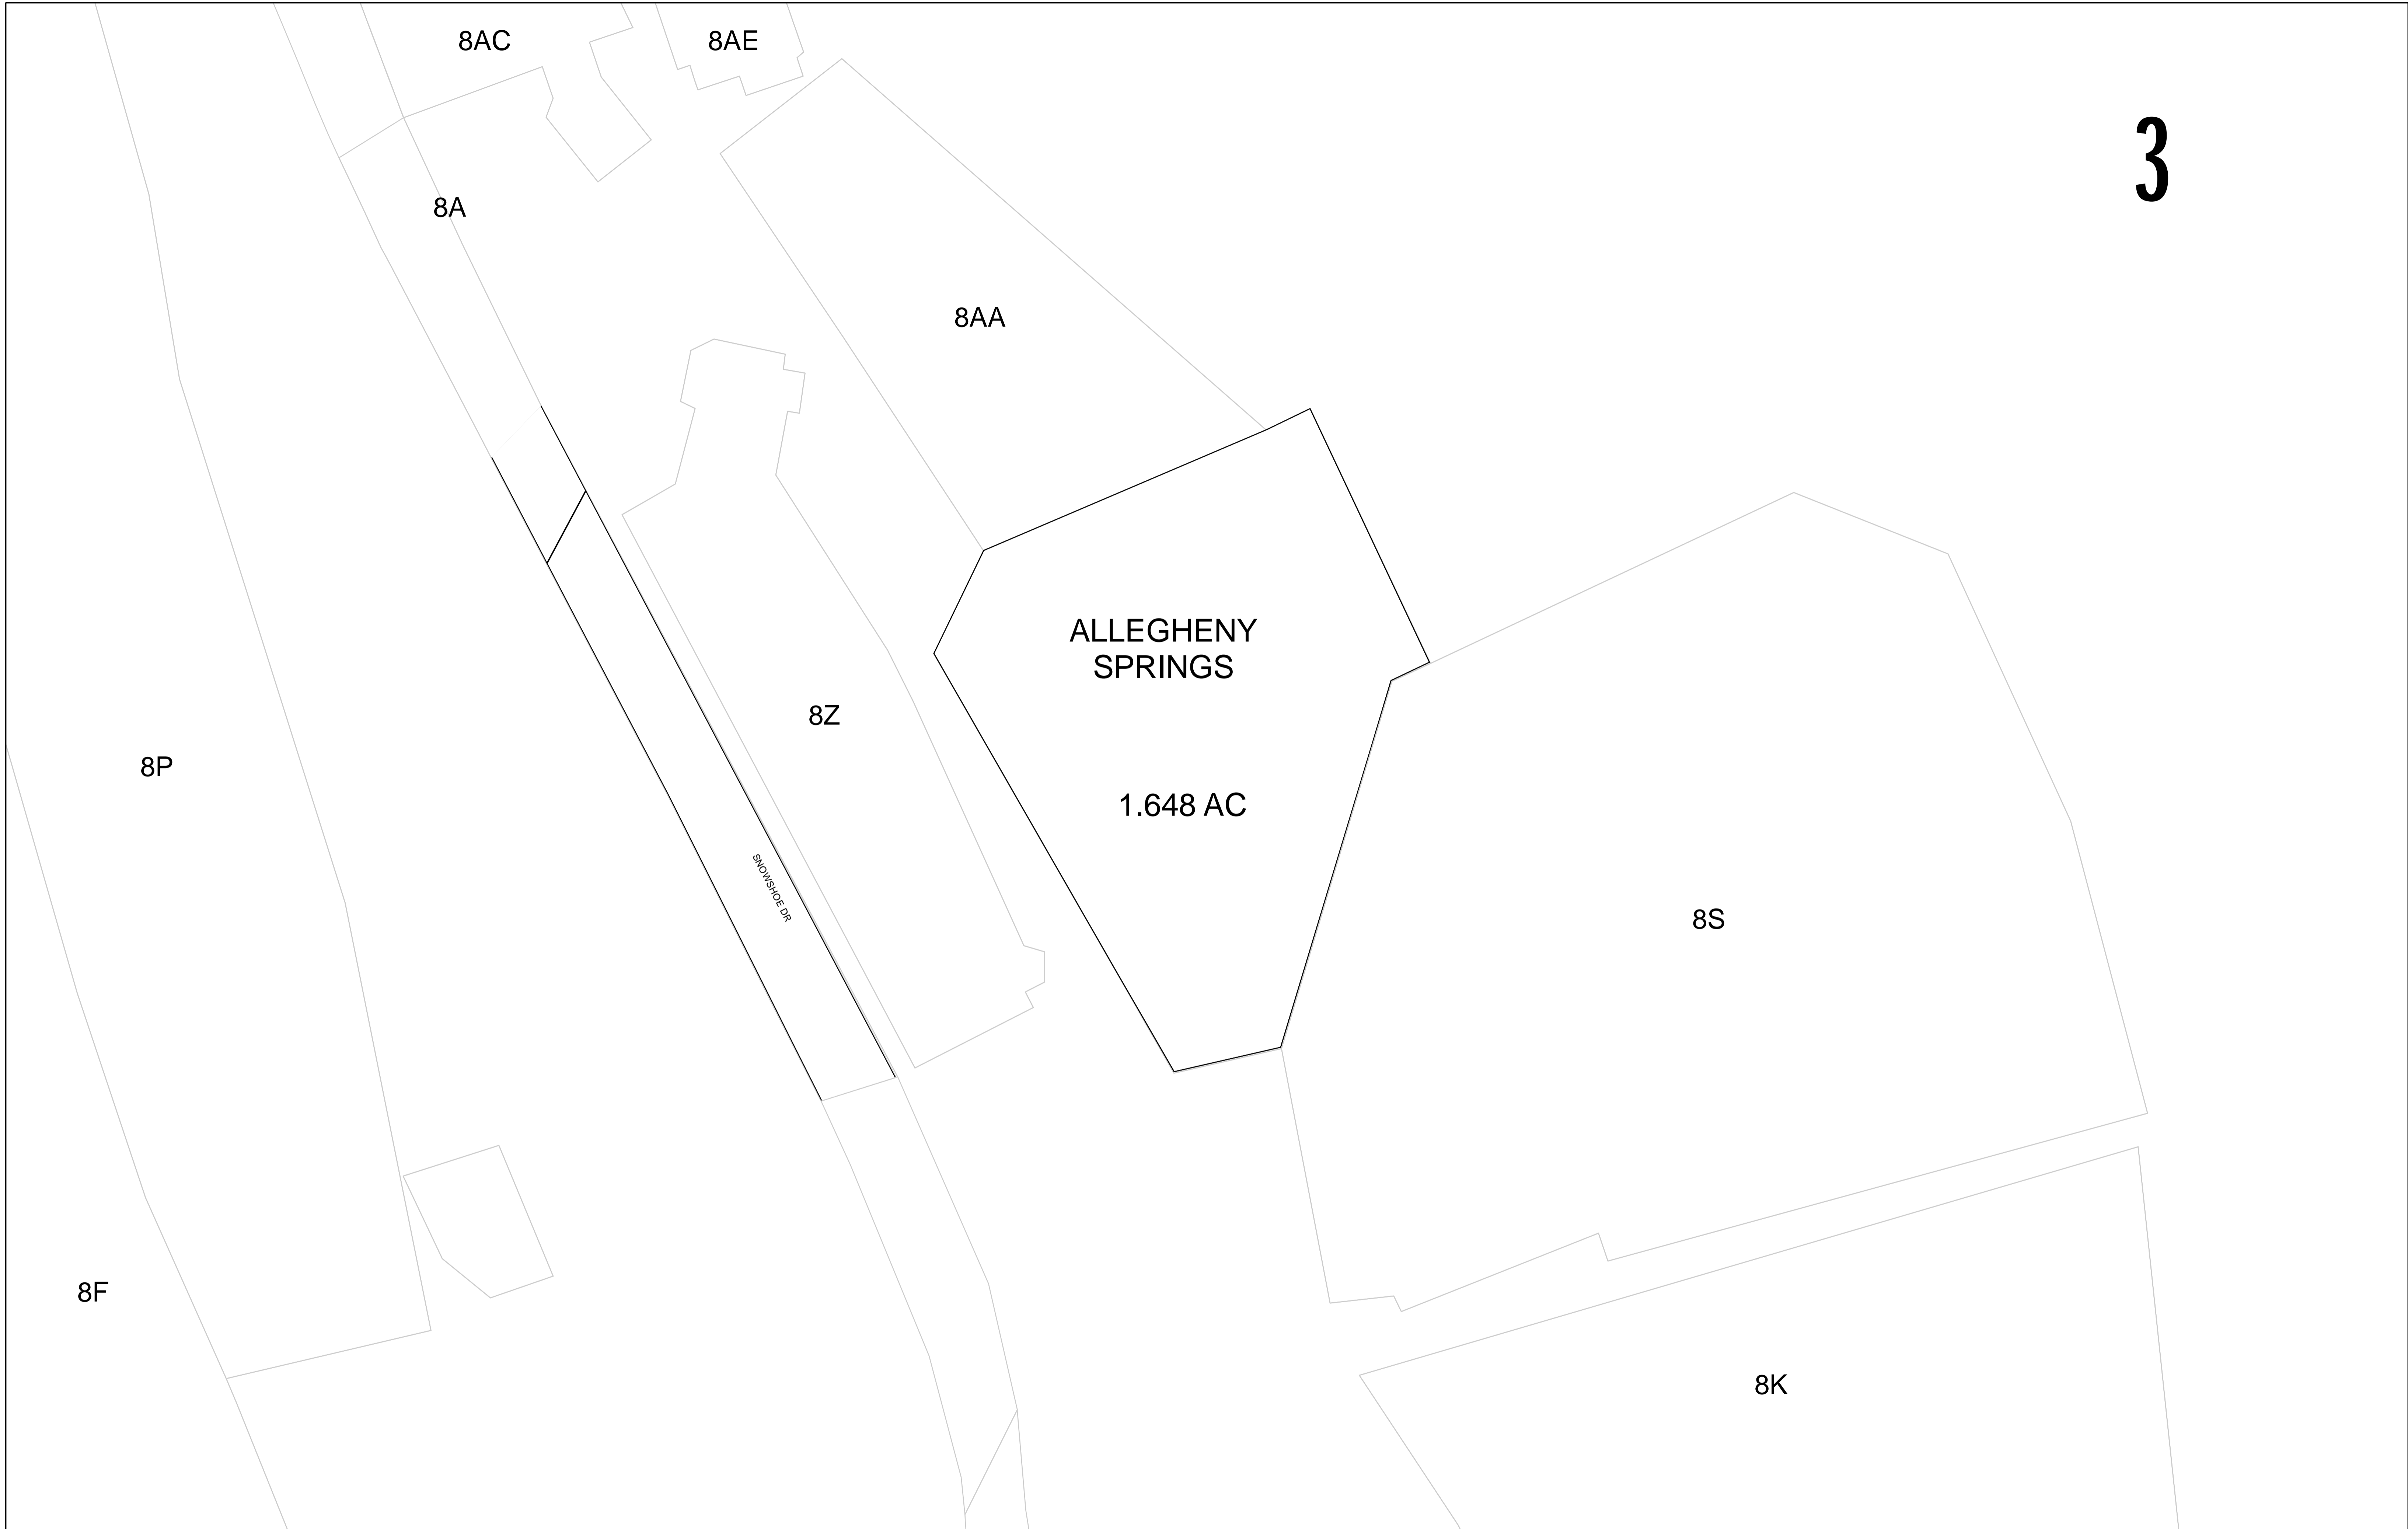 8AC
8AE
3
8A
8AA
ALLEGHENY
SPRINGS
8Z
8P
1.648 AC
SNOWSHOE DR
8S
8F
8K